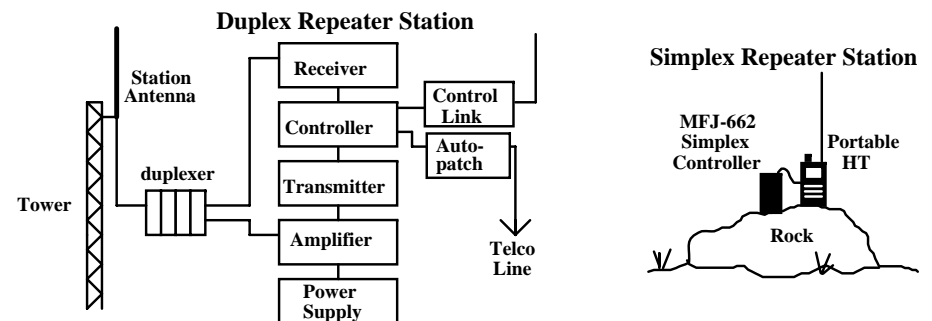 Duplex Repeater Station
Station
Antenna
Tower
duplexer
Receiver
Controller
Transmitter
Amplifier
Power
Supply
Control
Link
Auto-
patch
Telco
Line
Simplex Repeater Station
MFJ-662
Simplex
Controller
Portable
HT
Rock